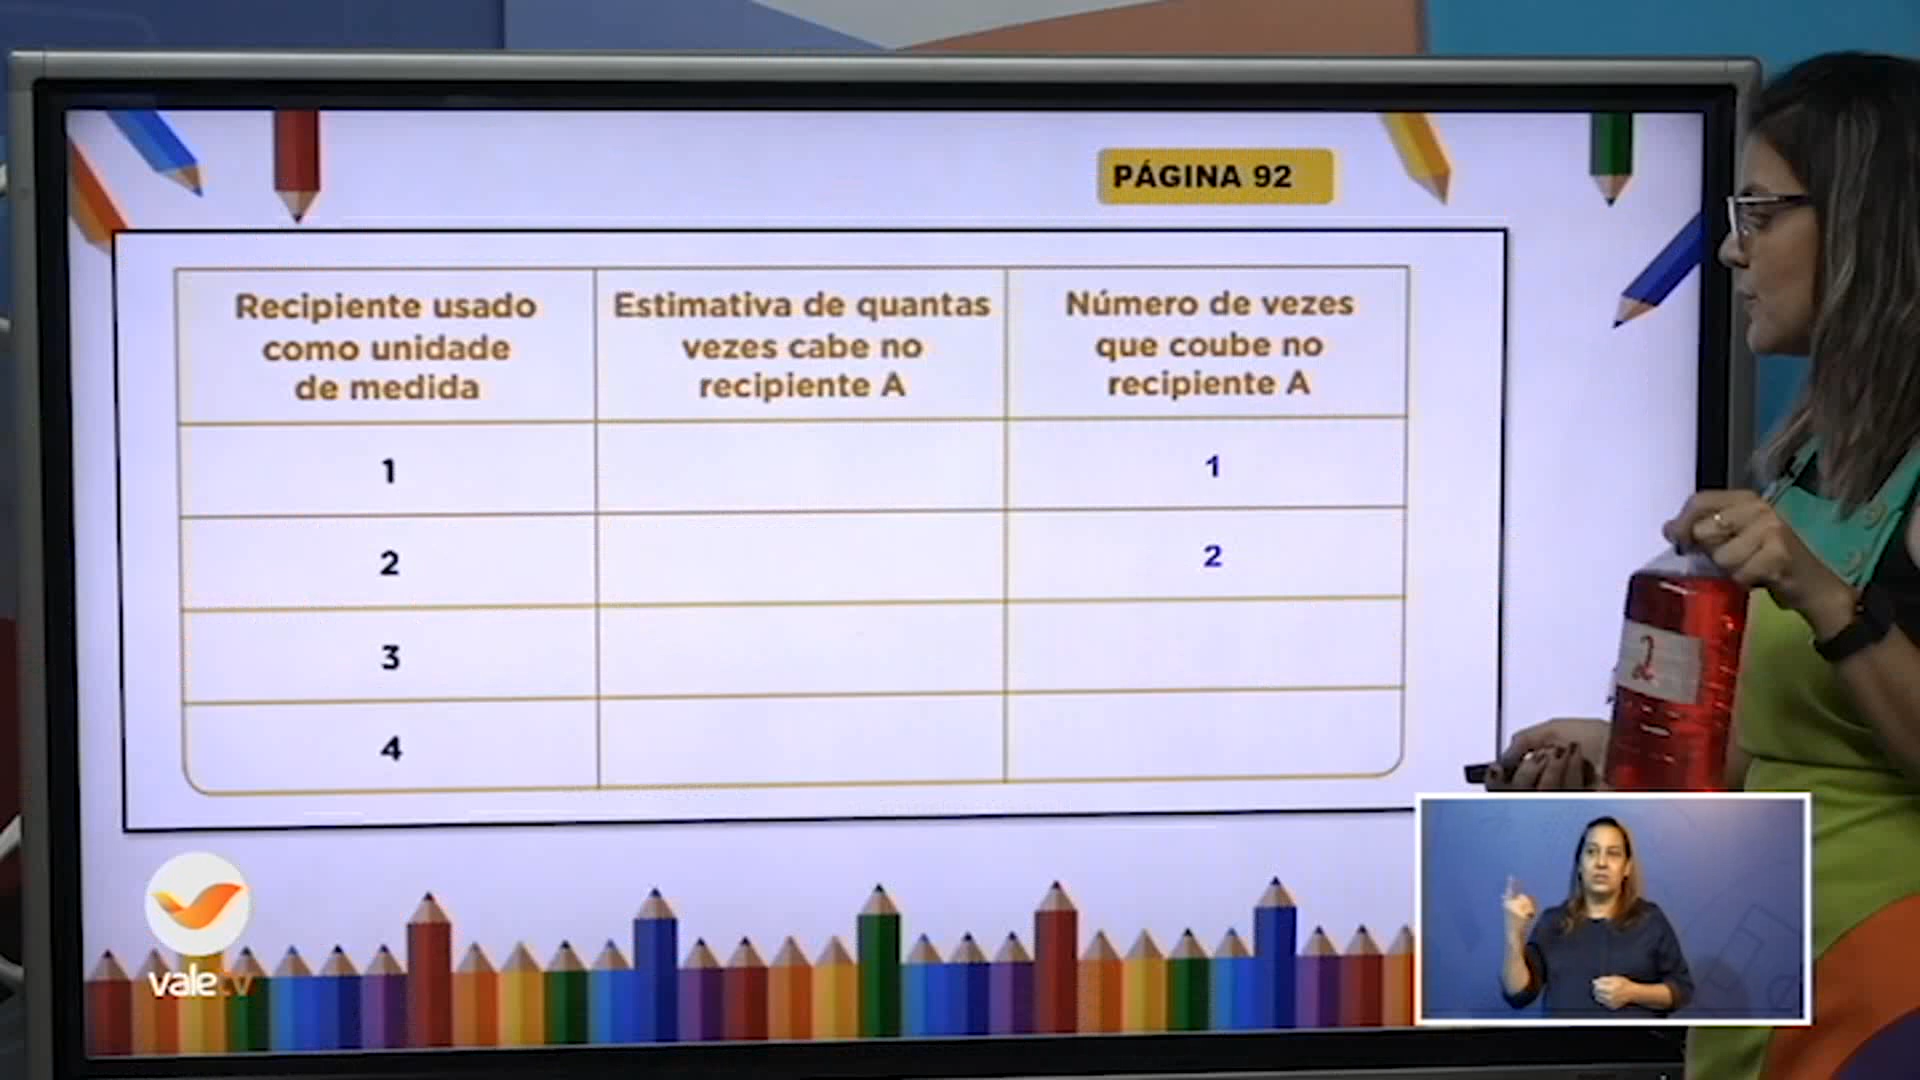 PÁGINA 92
Recipiente usado
como unidade
de medida
Estimativa de quantas
vezes cabe no
recipiente A
Número de vezes
que coube no
recipiente A
1
1
2
2
3
4
2
vale tv